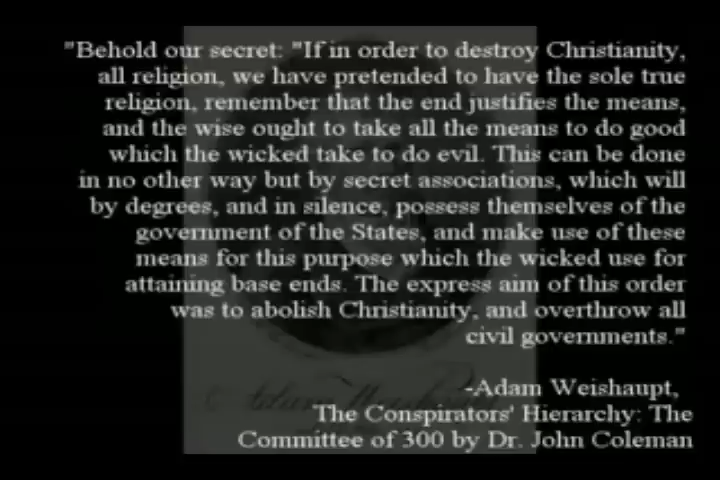 "Behold our secret: "If in order to destroy Christianity,
all religion, we have pretended to have the sole true
religion, remember that the end justifies the means,
and the wise ought to take all the means to do good
which the wicked take to do evil. This can be done
in no other way but by secret associations, which will
by degrees, and in silence, possess themselves of the
government of the States, and make use of these
means for this purpose which the wicked use for
attaining base ends. The express aim of this order
was to abolish Christianity, and overthrow all
civil governments."
-Adam Weishaupt,
The Conspirators' Hierarchy: The
Committee of 300 by Dr. John Coleman